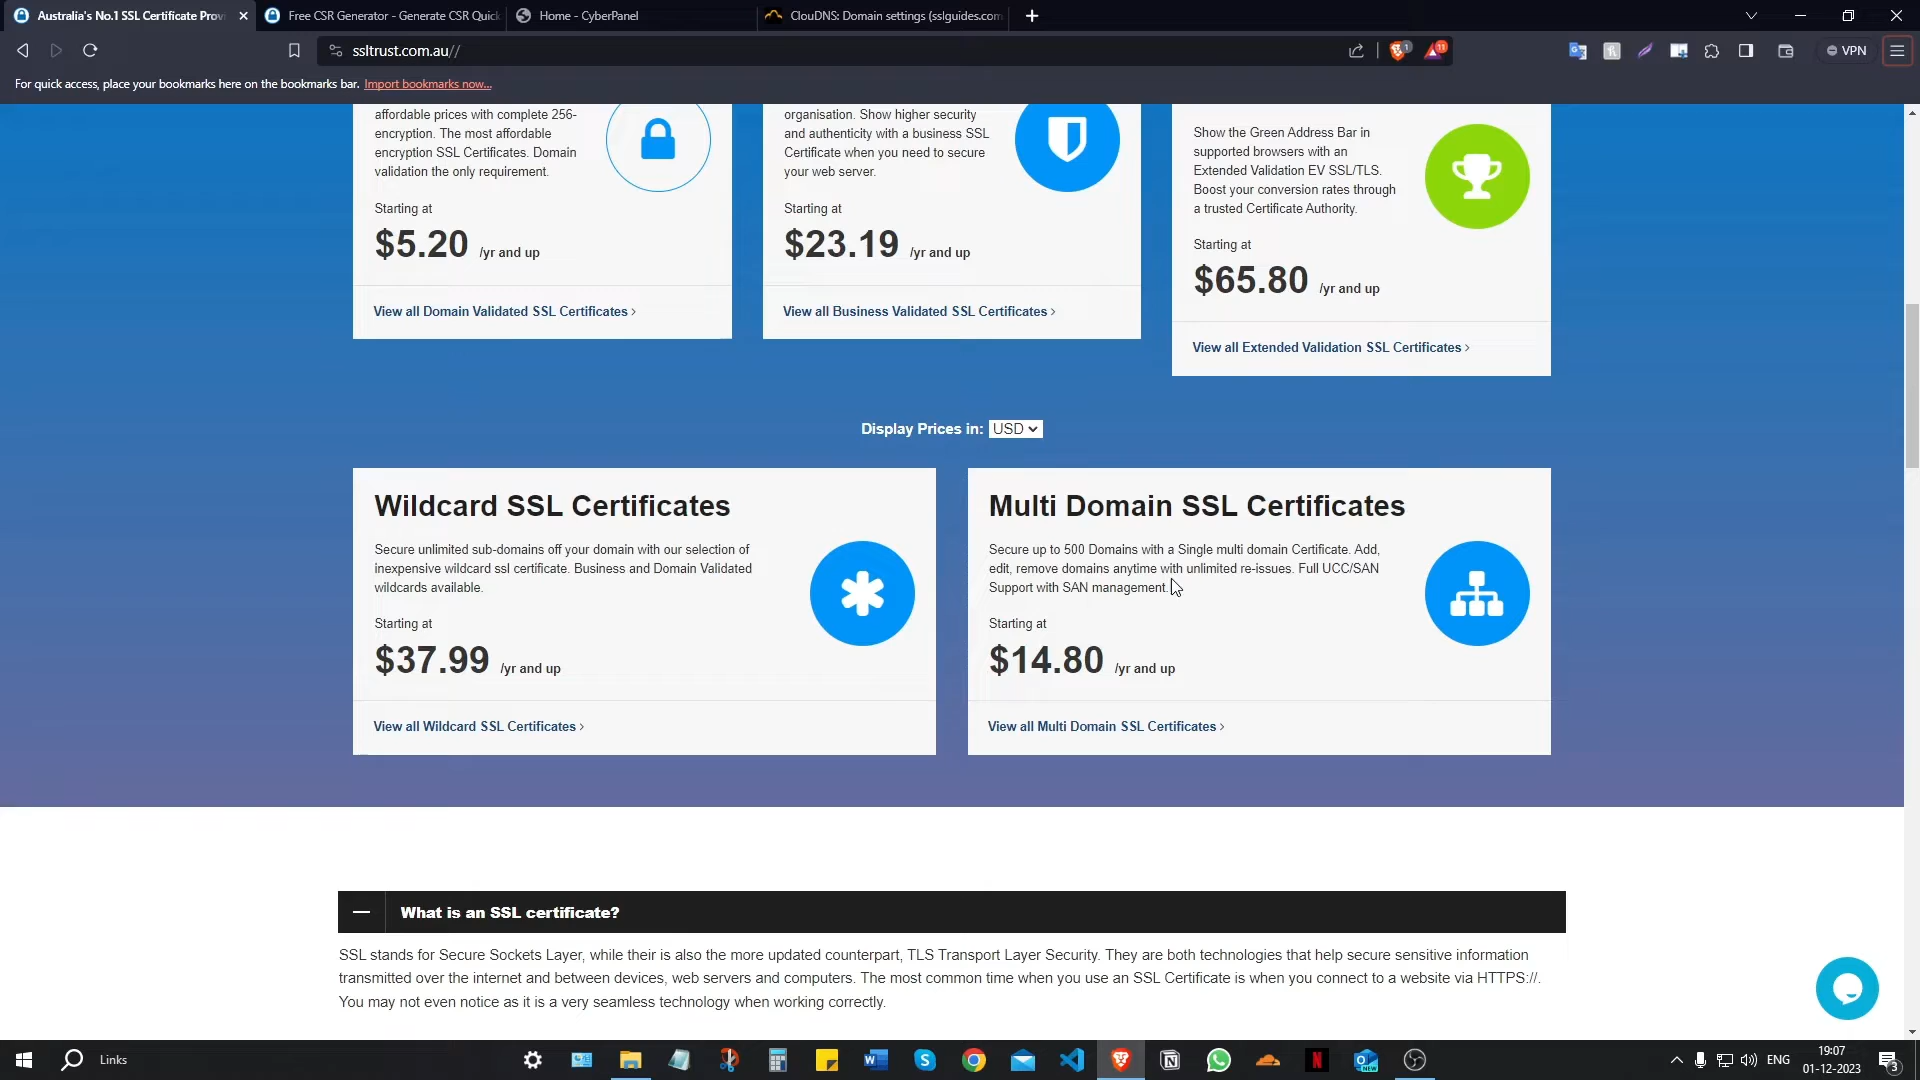 Australia's No.1 SSL Certificate Provi
Free CSR Generator - Generate CSR Quick
Home - CyberPanel
ClouDNS: Domain settings (sslguides.com
ssltrust.com.au//
1
11
VPN
For quick access, place your bookmarks here on the bookmarks bar. Import bookmarks now...
affordable prices with complete 256-
encryption. The most affordable
encryption SSL Certificates. Domain
validation the only requirement.
Starting at
$5.20 /yr and up
View all Domain Validated SSL Certificates ›
organisation. Show higher security
and authenticity with a business SSL
Certificate when you need to secure
your web server.
Starting at
$23.19 /yr and up
View all Business Validated SSL Certificates ›
Show the Green Address Bar in
supported browsers with an
Extended Validation EV SSL/TLS.
Boost your conversion rates through
a trusted Certificate Authority.
Starting at
$65.80 /yr and up
View all Extended Validation SSL Certificates ›
Display Prices in: USD
Wildcard SSL Certificates
Secure unlimited sub-domains off your domain with our selection of
inexpensive wildcard ssl certificate. Business and Domain Validated
wildcards available.
Starting at
$37.99 /yr and up
View all Wildcard SSL Certificates ›
Multi Domain SSL Certificates
Secure up to 500 Domains with a Single multi domain Certificate. Add,
edit, remove domains anytime with unlimited re-issues. Full UCC/SAN
Support with SAN management.
Starting at
$14.80 /yr and up
View all Multi Domain SSL Certificates ›
What is an SSL certificate?
SSL stands for Secure Sockets Layer, while their is also the more updated counterpart, TLS Transport Layer Security. They are both technologies that help secure sensitive information
transmitted over the internet and between devices, web servers and computers. The most common time when you use an SSL Certificate is when you connect to a website via HTTPS://.
You may not even notice as it is a very seamless technology when working correctly.
Links
ENG
19:07
01-12-2023
3